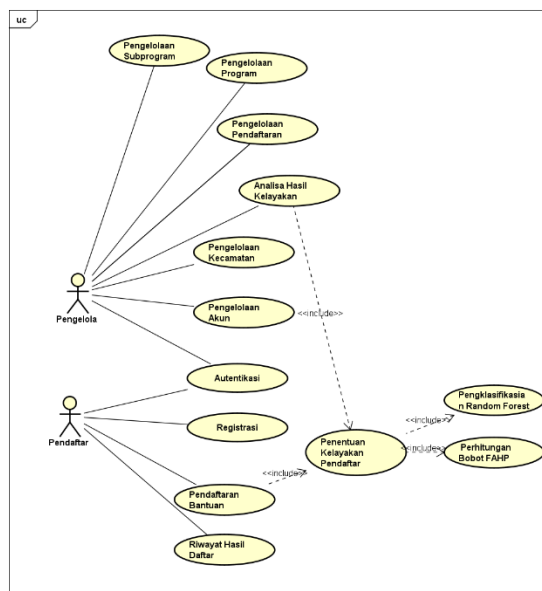 uc
Pengelolaan
Subprogram
Pengelolaan
Program
Pengelolaan
Pendaftaran
Analisa Hasil
Kelayakan
Pengelolaan
Kecamatan
Pengelola
Pengelolaan
Akun
<<include>>
Autentikasi
Pendaftar
Registrasi
Pengklasifikasia
n Random Forest
<<include>>
Penentuan
Kelayakan
Pendaftar
<<include>>
Perhitungan
Bobot FAHP
<<include>>
Pendaftaran
Bantuan
Riwayat Hasil
Daftar